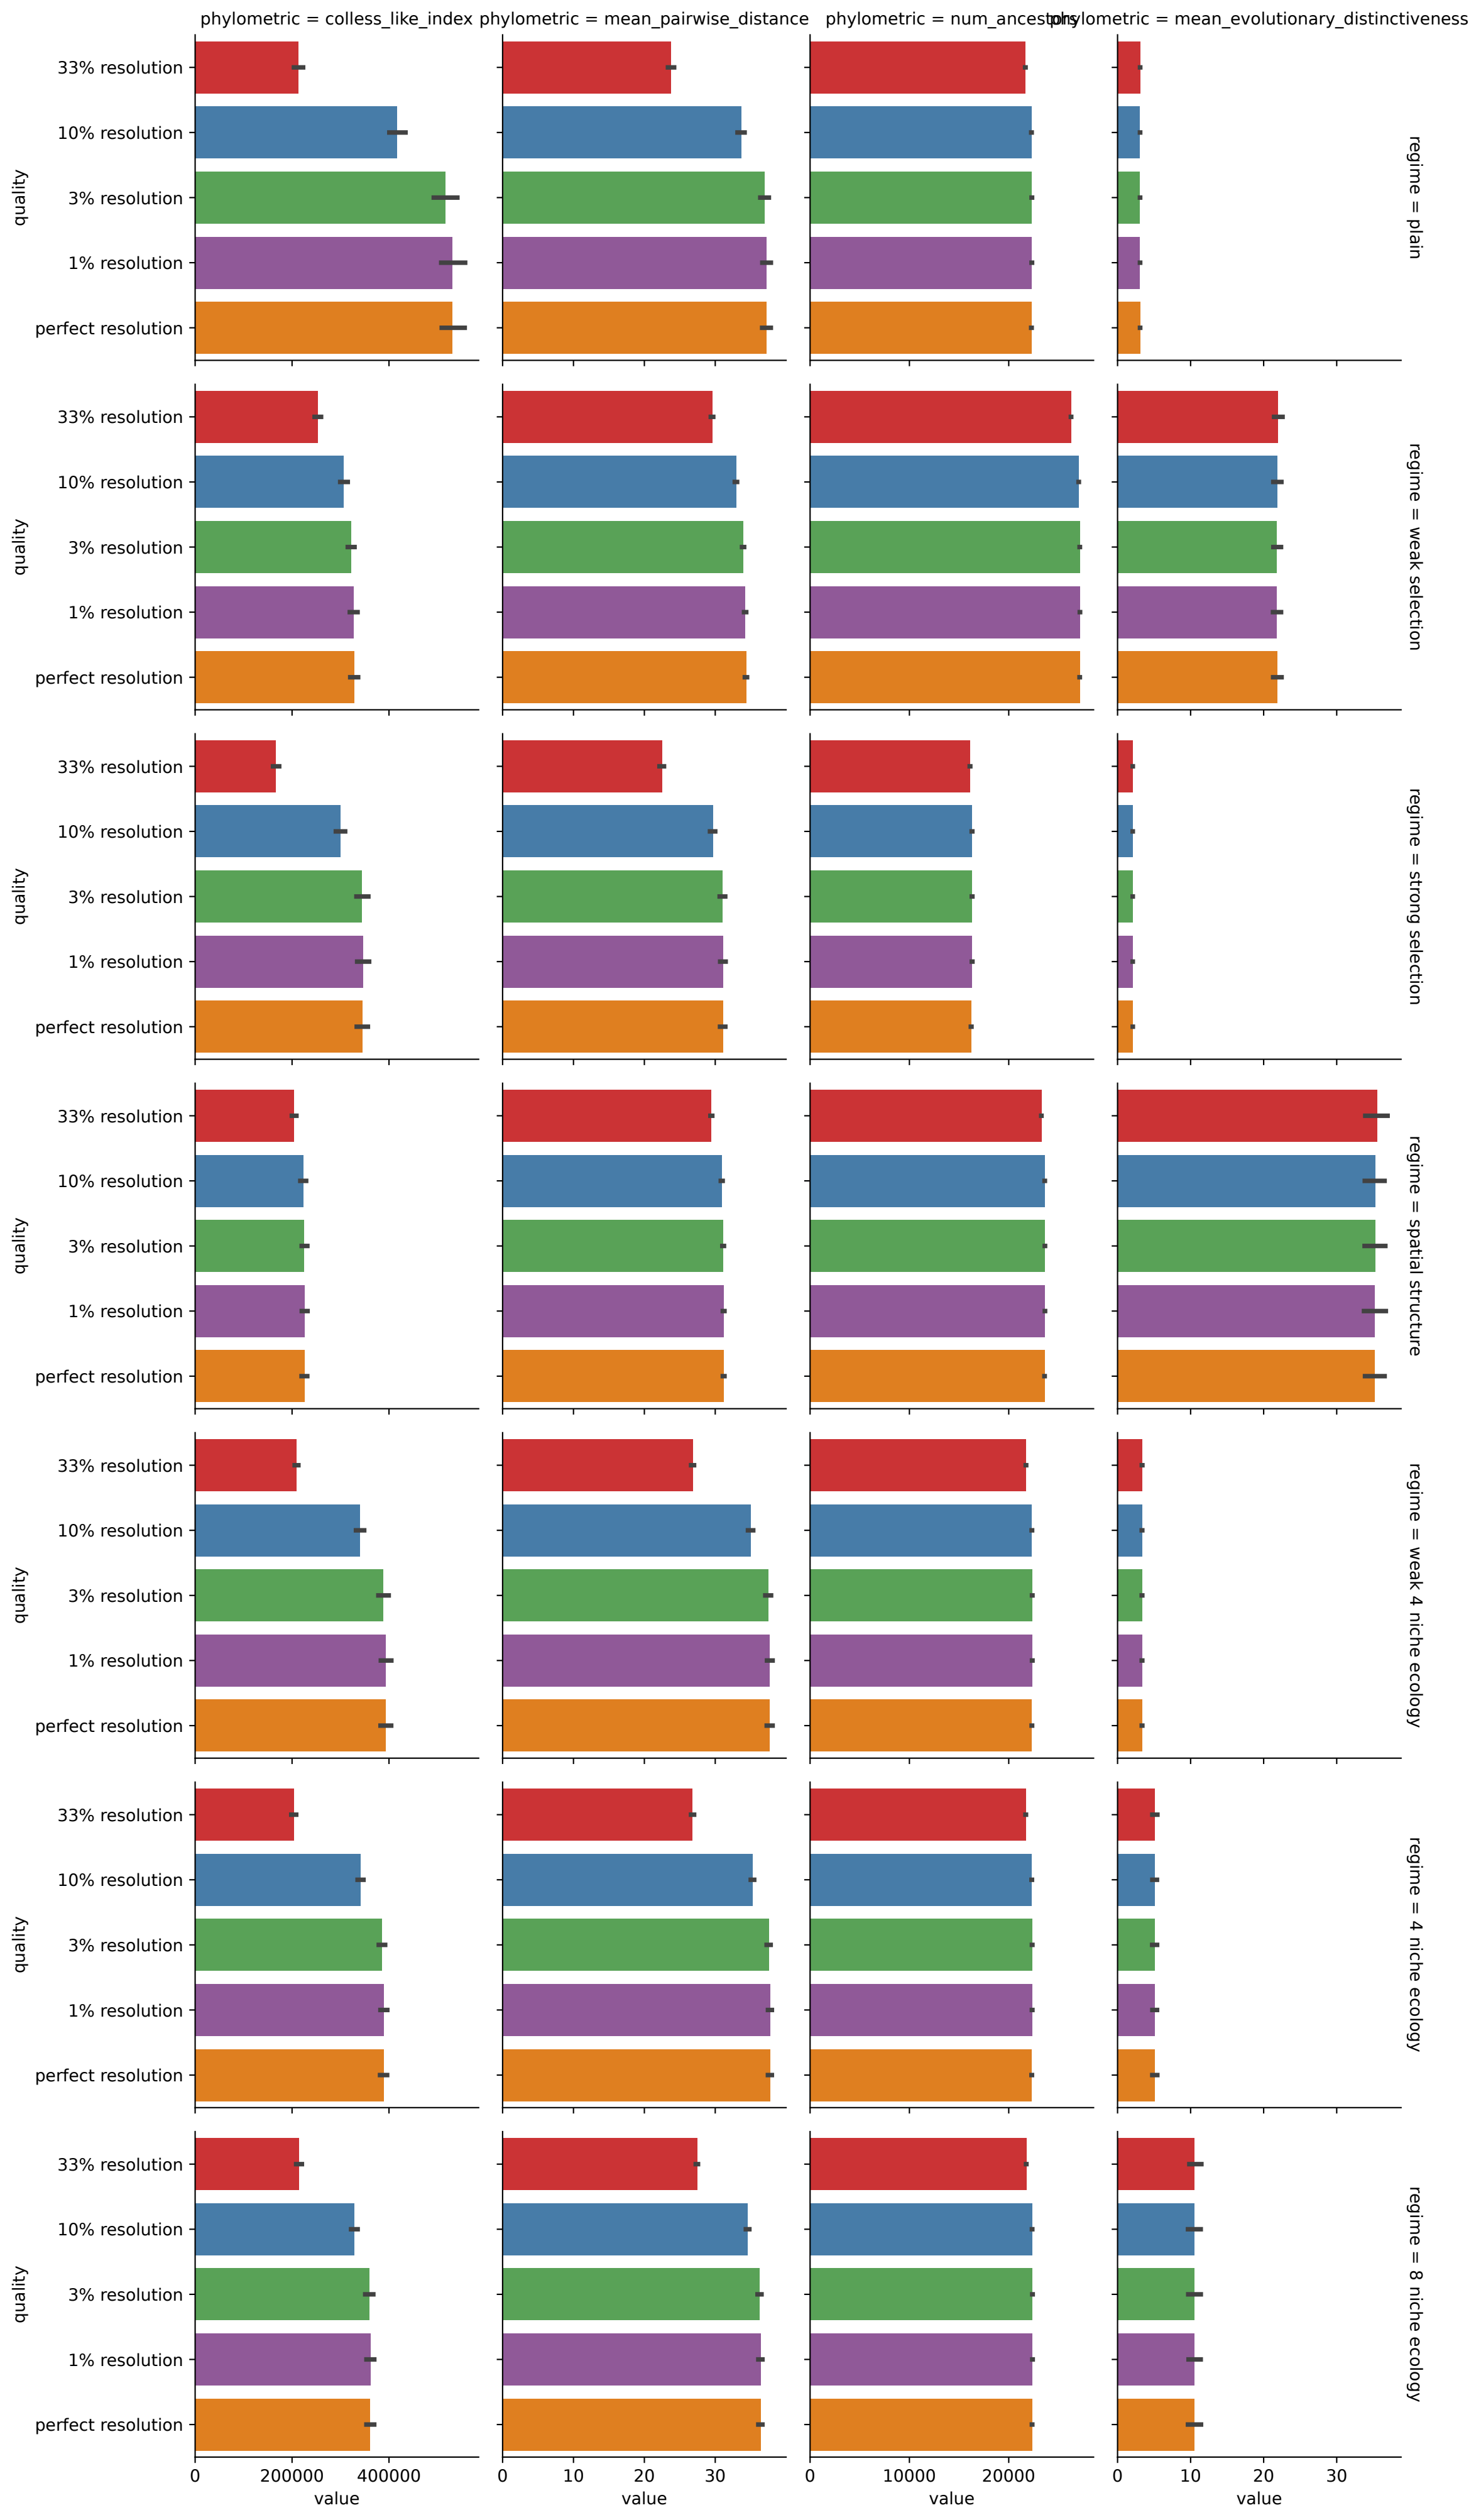 phylometric = colless_like_index
phylometric = mean_pairwise_distance
phylometric = num_ancestors
phylometric = mean_evolutionary_distinctiveness
33% resolution
10% resolution
3% resolution
1% resolution
perfect resolution
quality
regime = plain
33% resolution
10% resolution
3% resolution
1% resolution
perfect resolution
quality
regime = weak selection
33% resolution
10% resolution
3% resolution
1% resolution
perfect resolution
quality
regime = strong selection
33% resolution
10% resolution
3% resolution
1% resolution
perfect resolution
quality
regime = spatial structure
33% resolution
10% resolution
3% resolution
1% resolution
perfect resolution
quality
regime = weak 4 niche ecology
33% resolution
10% resolution
3% resolution
1% resolution
perfect resolution
quality
regime = 4 niche ecology
33% resolution
10% resolution
3% resolution
1% resolution
perfect resolution
quality
regime = 8 niche ecology
0 200000 400000
value
0 10 20 30
value
0 10000 20000
value
0 10 20 30
value